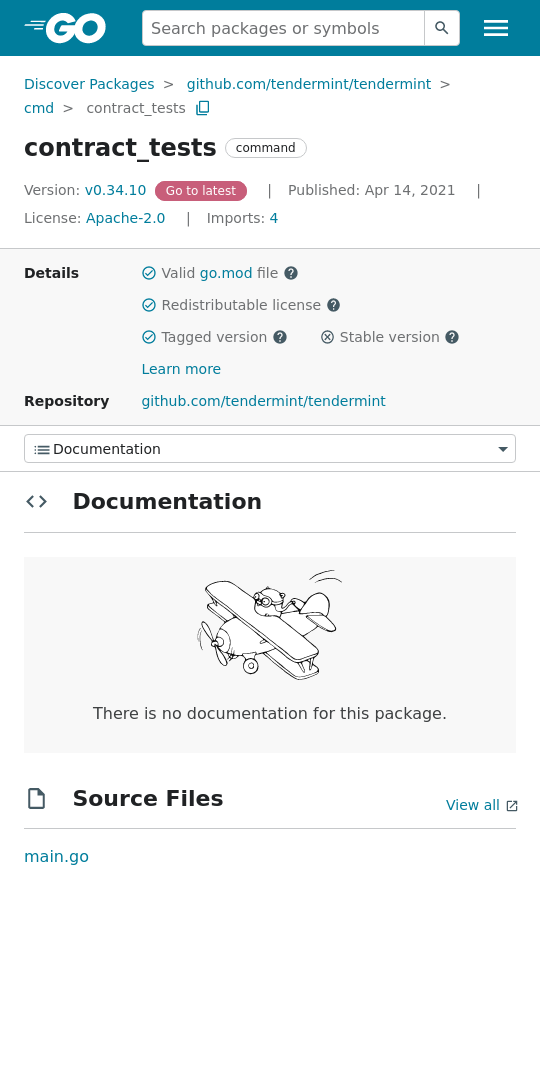 GO
Search packages or symbols
Discover Packages > github.com/tendermint/tendermint >
cmd > contract_tests
contract_tests command
Version: v0.34.10 Go to latest | Published: Apr 14, 2021 |
License: Apache-2.0 | Imports: 4
Details Valid go.mod file ?
Redistributable license ?
Tagged version ? Stable version ?
Learn more
Repository github.com/tendermint/tendermint
Documentation
Documentation
There is no documentation for this package.
Source Files View all
main.go